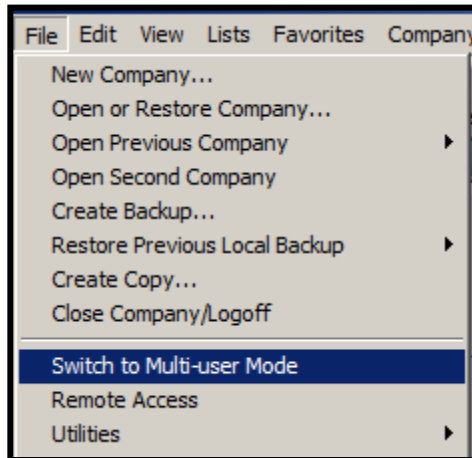 File Edit View Lists Favorites Company
New Company...
Open or Restore Company...
Open Previous Company
Open Second Company
Create Backup...
Restore Previous Local Backup
Create Copy...
Close Company/Logoff
Switch to Multi-user Mode
Remote Access
Utilities